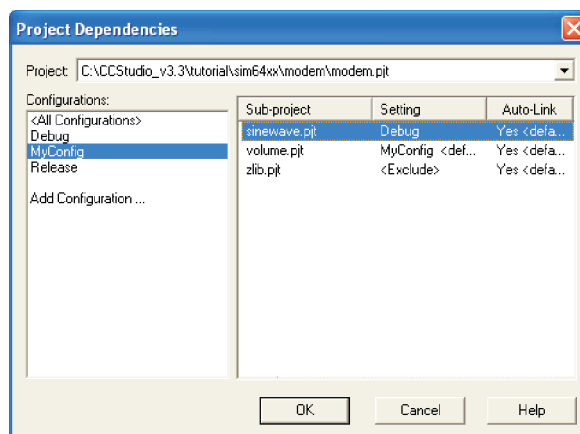 Project Dependencies
Project: C:\CCStudio_v3.3\tutorial\sim64xx\modem\modem.pjt
Configurations:
<All Configurations>
Debug
MyConfig
Release
Add Configuration ...
Sub-project Setting Auto-Link
sinewave.pjt Debug Yes <defa...
volume.pjt MyConfig <def... Yes <defa...
zlib.pjt <Exclude> Yes <defa...
OK Cancel Help